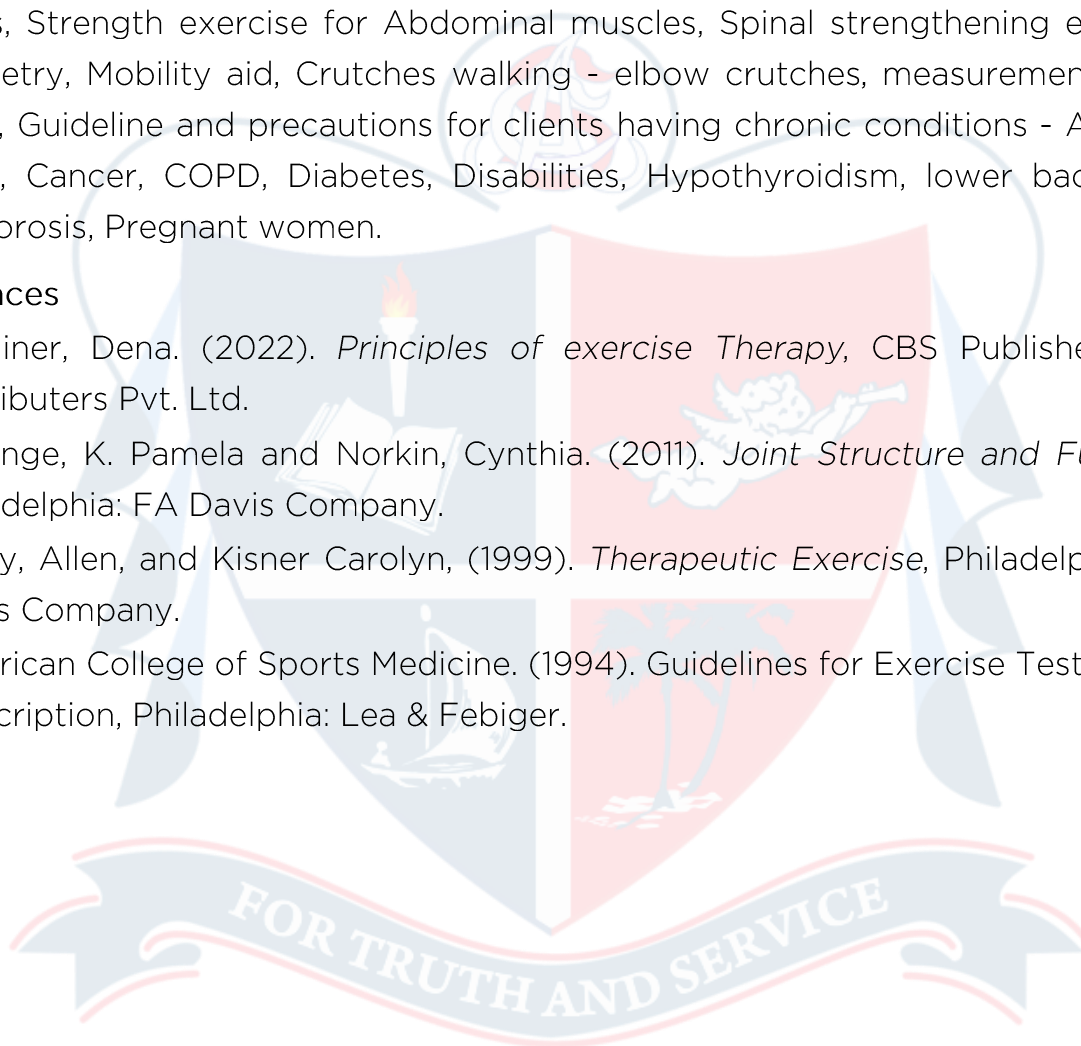 s, Strength exercise for Abdominal muscles, Spinal strengthening e
etry, Mobility aid, Crutches walking - elbow crutches, measuremen
, Guideline and precautions for clients having chronic conditions - A
, Cancer, COPD, Diabetes, Disabilities, Hypothyroidism, lower bac
orosis, Pregnant women.
nces
iner, Dena. (2022). Principles of exercise Therapy, CBS Publishe
ibuters Pvt. Ltd.
nge, K. Pamela and Norkin, Cynthia. (2011). Joint Structure and Fu
delphia: FA Davis Company.
y, Allen, and Kisner Carolyn, (1999). Therapeutic Exercise, Philadelp
s Company.
rican College of Sports Medicine. (1994). Guidelines for Exercise Test
cription, Philadelphia: Lea & Febiger.
FOR TRUTH AND SERVICE